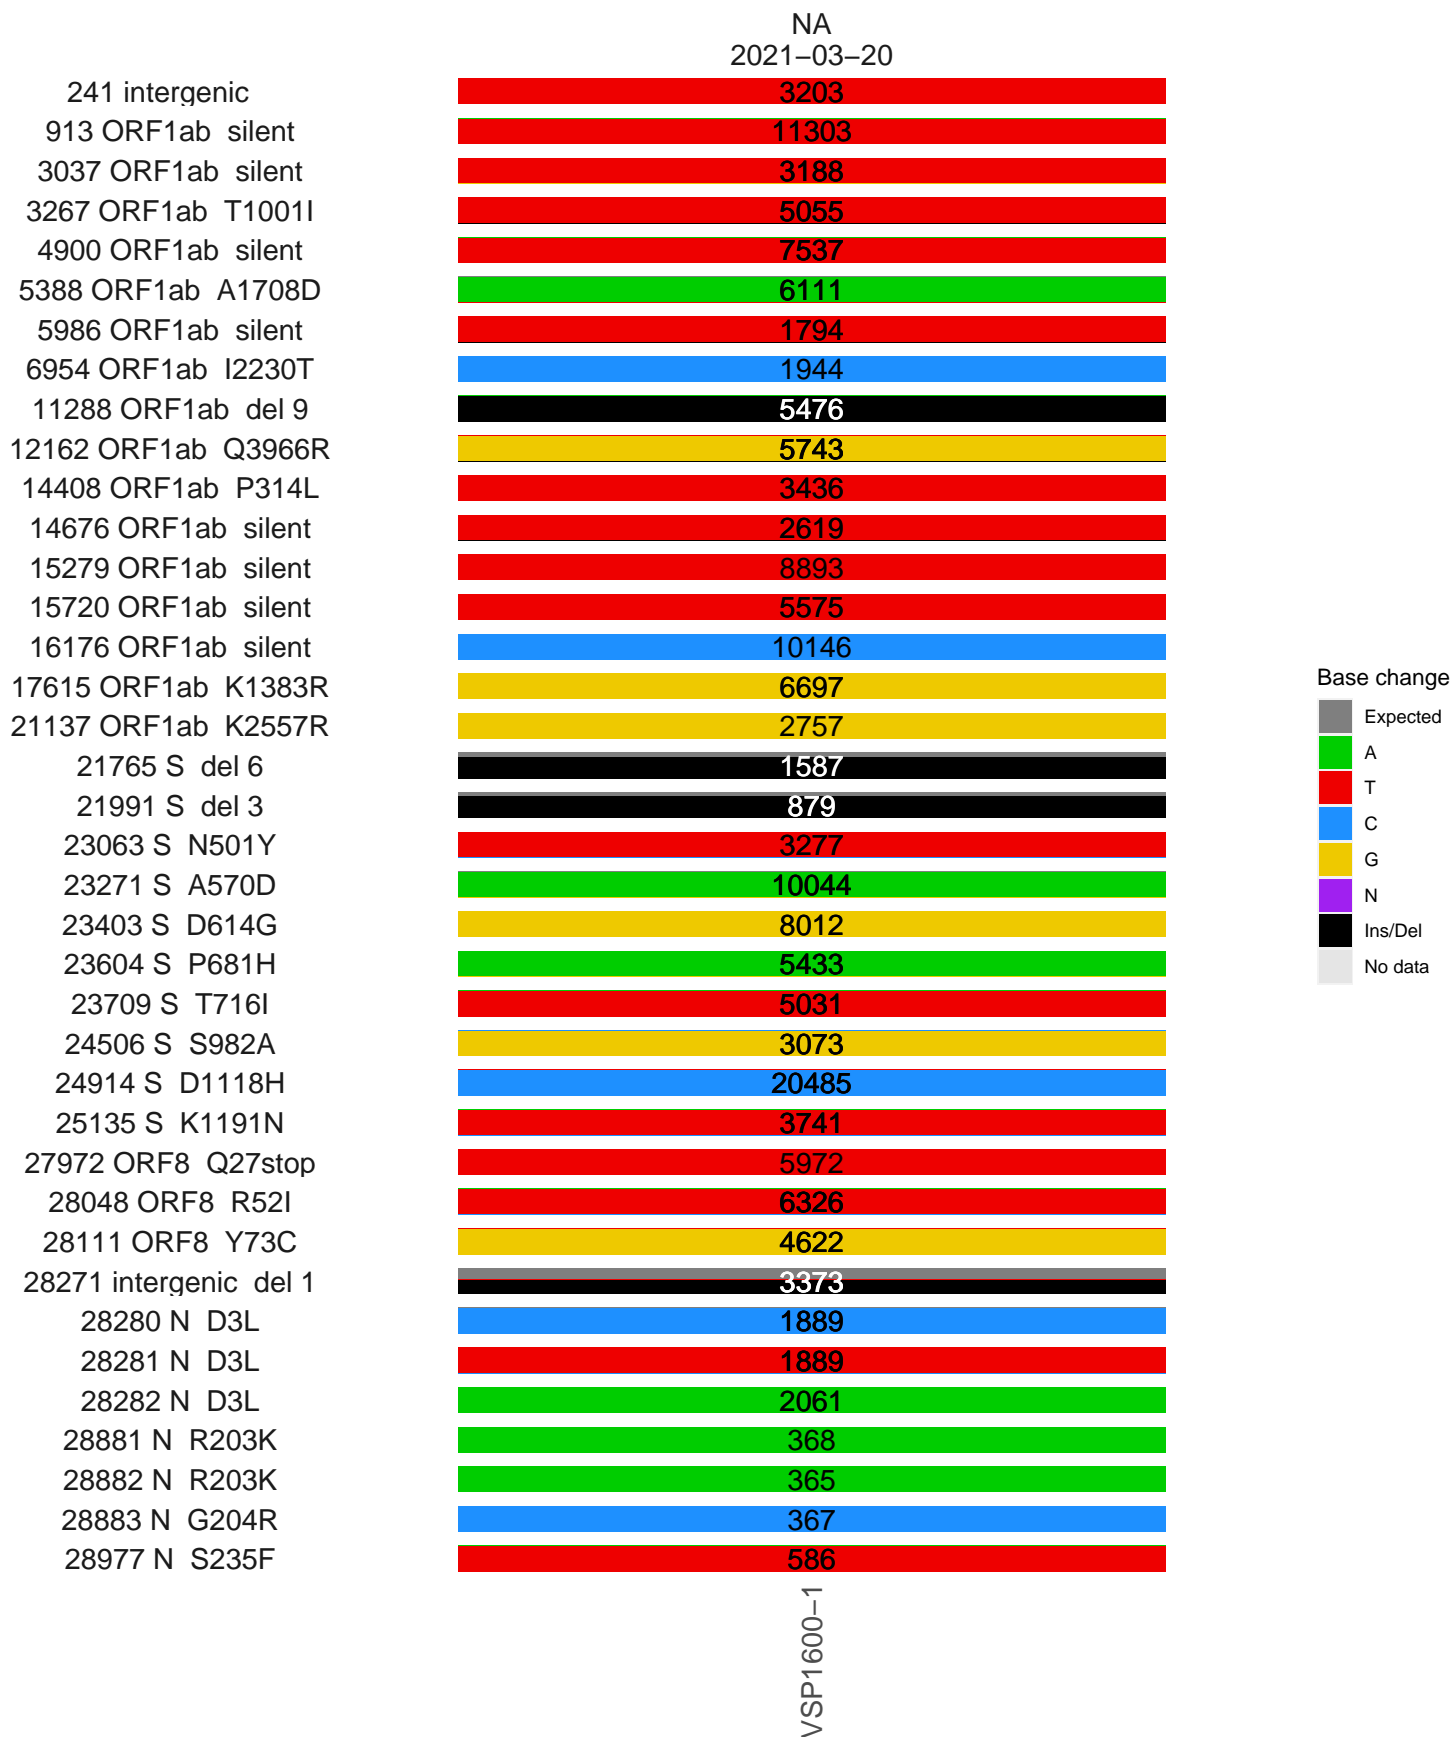 NA
2021−03−20
241 intergenic 3203
913 ORF1ab silent 11303
3037 ORF1ab silent 3188
3267 ORF1ab T1001I 5055
4900 ORF1ab silent 7537
5388 ORF1ab A1708D 6111
5986 ORF1ab silent 1794
6954 ORF1ab I2230T 1944
11288 ORF1ab del 9 5476
12162 ORF1ab Q3966R 5743
14408 ORF1ab P314L 3436
14676 ORF1ab silent 2619
15279 ORF1ab silent 8893
15720 ORF1ab silent 5575
16176 ORF1ab silent 10146
17615 ORF1ab K1383R 6697
21137 ORF1ab K2557R 2757
21765 S del 6 1587
21991 S del 3 879
23063 S N501Y 3277
23271 S A570D 10044
23403 S D614G 8012
23604 S P681H 5433
23709 S T716I 5031
24506 S S982A 3073
24914 S D1118H 20485
25135 S K1191N 3741
27972 ORF8 Q27stop 5972
28048 ORF8 R52I 6326
28111 ORF8 Y73C 4622
28271 intergenic del 1 3373
28280 N D3L 1889
28281 N D3L 1889
28282 N D3L 2061
28881 N R203K 368
28882 N R203K 365
28883 N G204R 367
28977 N S235F 586
VSP1600−1
Base change
Expected
A
T
C
G
N
Ins/Del
No data